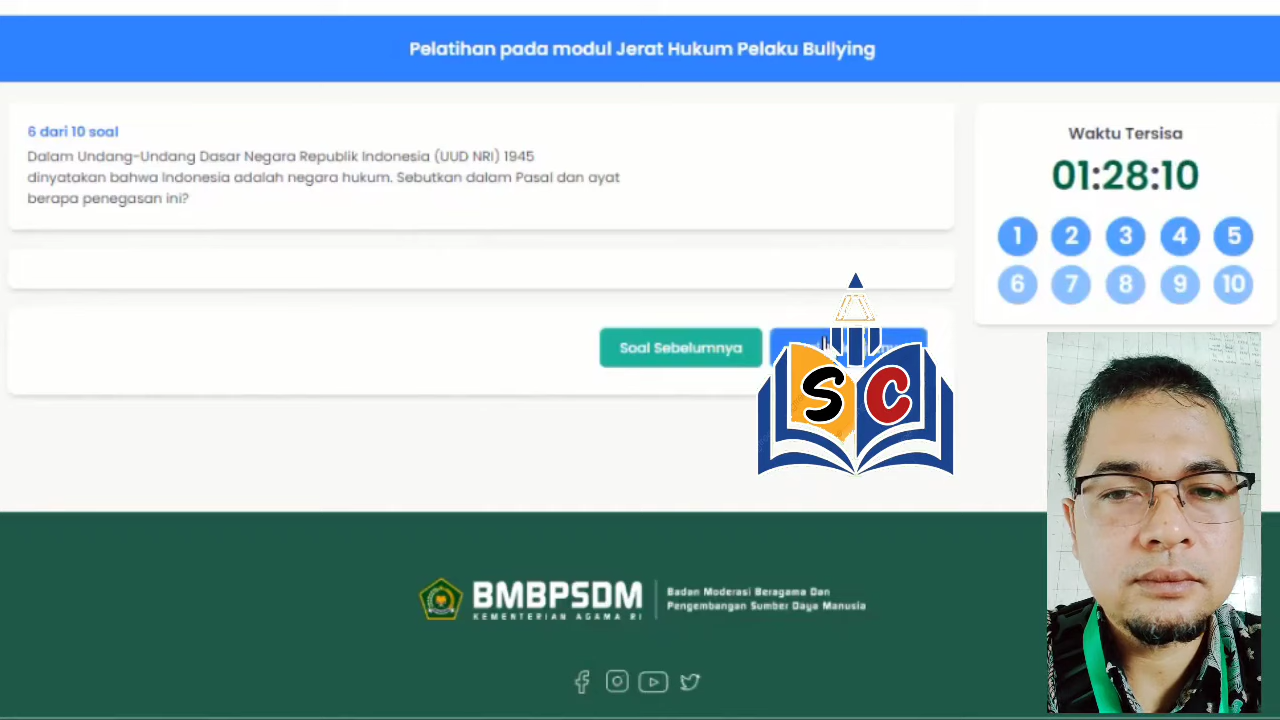 Pelatihan pada modul Jerat Hukum Pelaku Bullying
6 dari 10 soal
Dalam Undang-Undang Dasar Negara Republik Indonesia (UUD NRI) 1945
dinyatakan bahwa Indonesia adalah negara hukum. Sebutkan dalam Pasal dan ayat
berapa penegasan ini?
Waktu Tersisa
01:28:10
1 2 3 4 5
6 7 8 9 10
Soal Sebelumnya
S C
BMBPSDM
KEMENTERIAN AGAMA RI
Badan Moderasi Beragama Dan
Pengembangan Sumber Daya Manusia